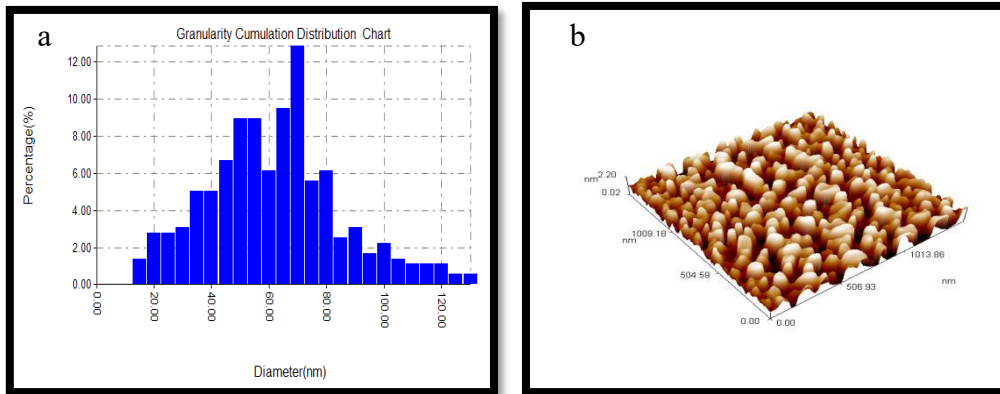 a
Granularity Cumulation Distribution Chart
Percentage(%)
12.00
10.00
8.00
6.00
4.00
2.00
0.00
0.00
20.00
40.00
60.00
80.00
100.00
120.00
Diameter(nm)
b
nm
2.20
0.02
1009.18
nm
504.59
0.00
0.00
506.93
1013.86
nm